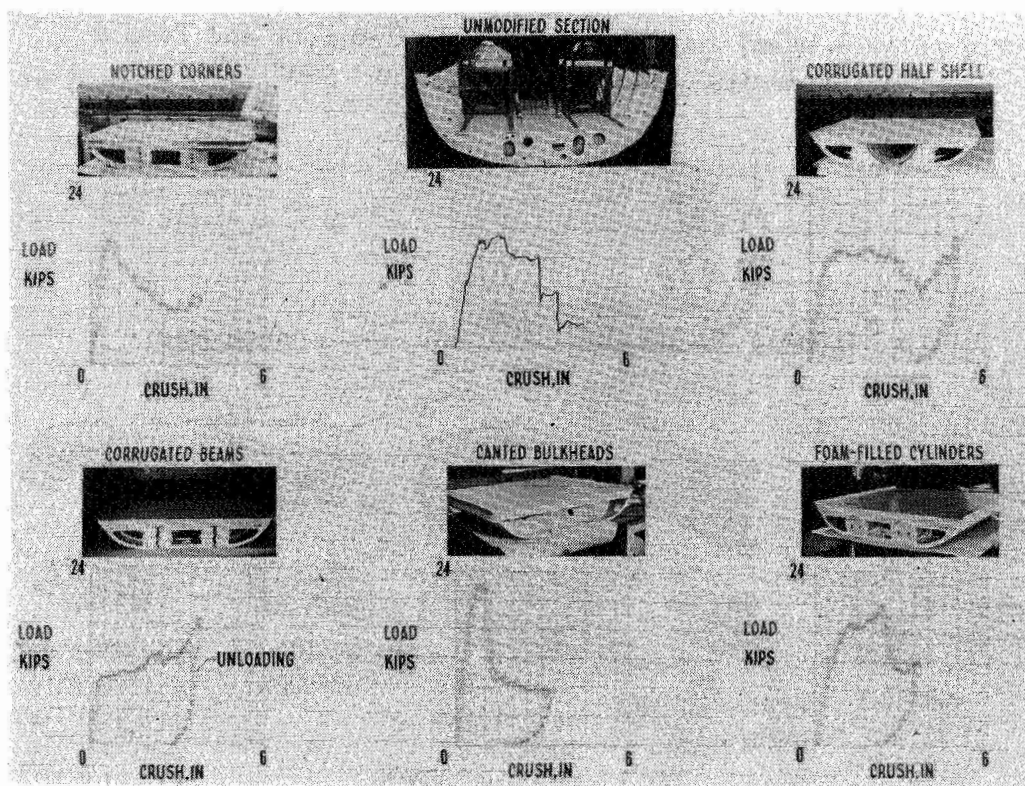 UNMODIFIED SECTION
NOTCHED CORNERS
CORRUGATED HALF SHELL
24
24
24
LOAD
KIPS
LOAD
KIPS
LOAD
KIPS
0
6
CRUSH,IN
0
6
CRUSH,IN
0
6
CRUSH,IN
CORRUGATED BEAMS
CANTED BULKHEADS
FOAM-FILLED CYLINDERS
24
24
24
LOAD
KIPS
UNLOADING
LOAD
KIPS
LOAD
KIPS
0
6
CRUSH,IN
0
6
CRUSH,IN
0
6
CRUSH,IN